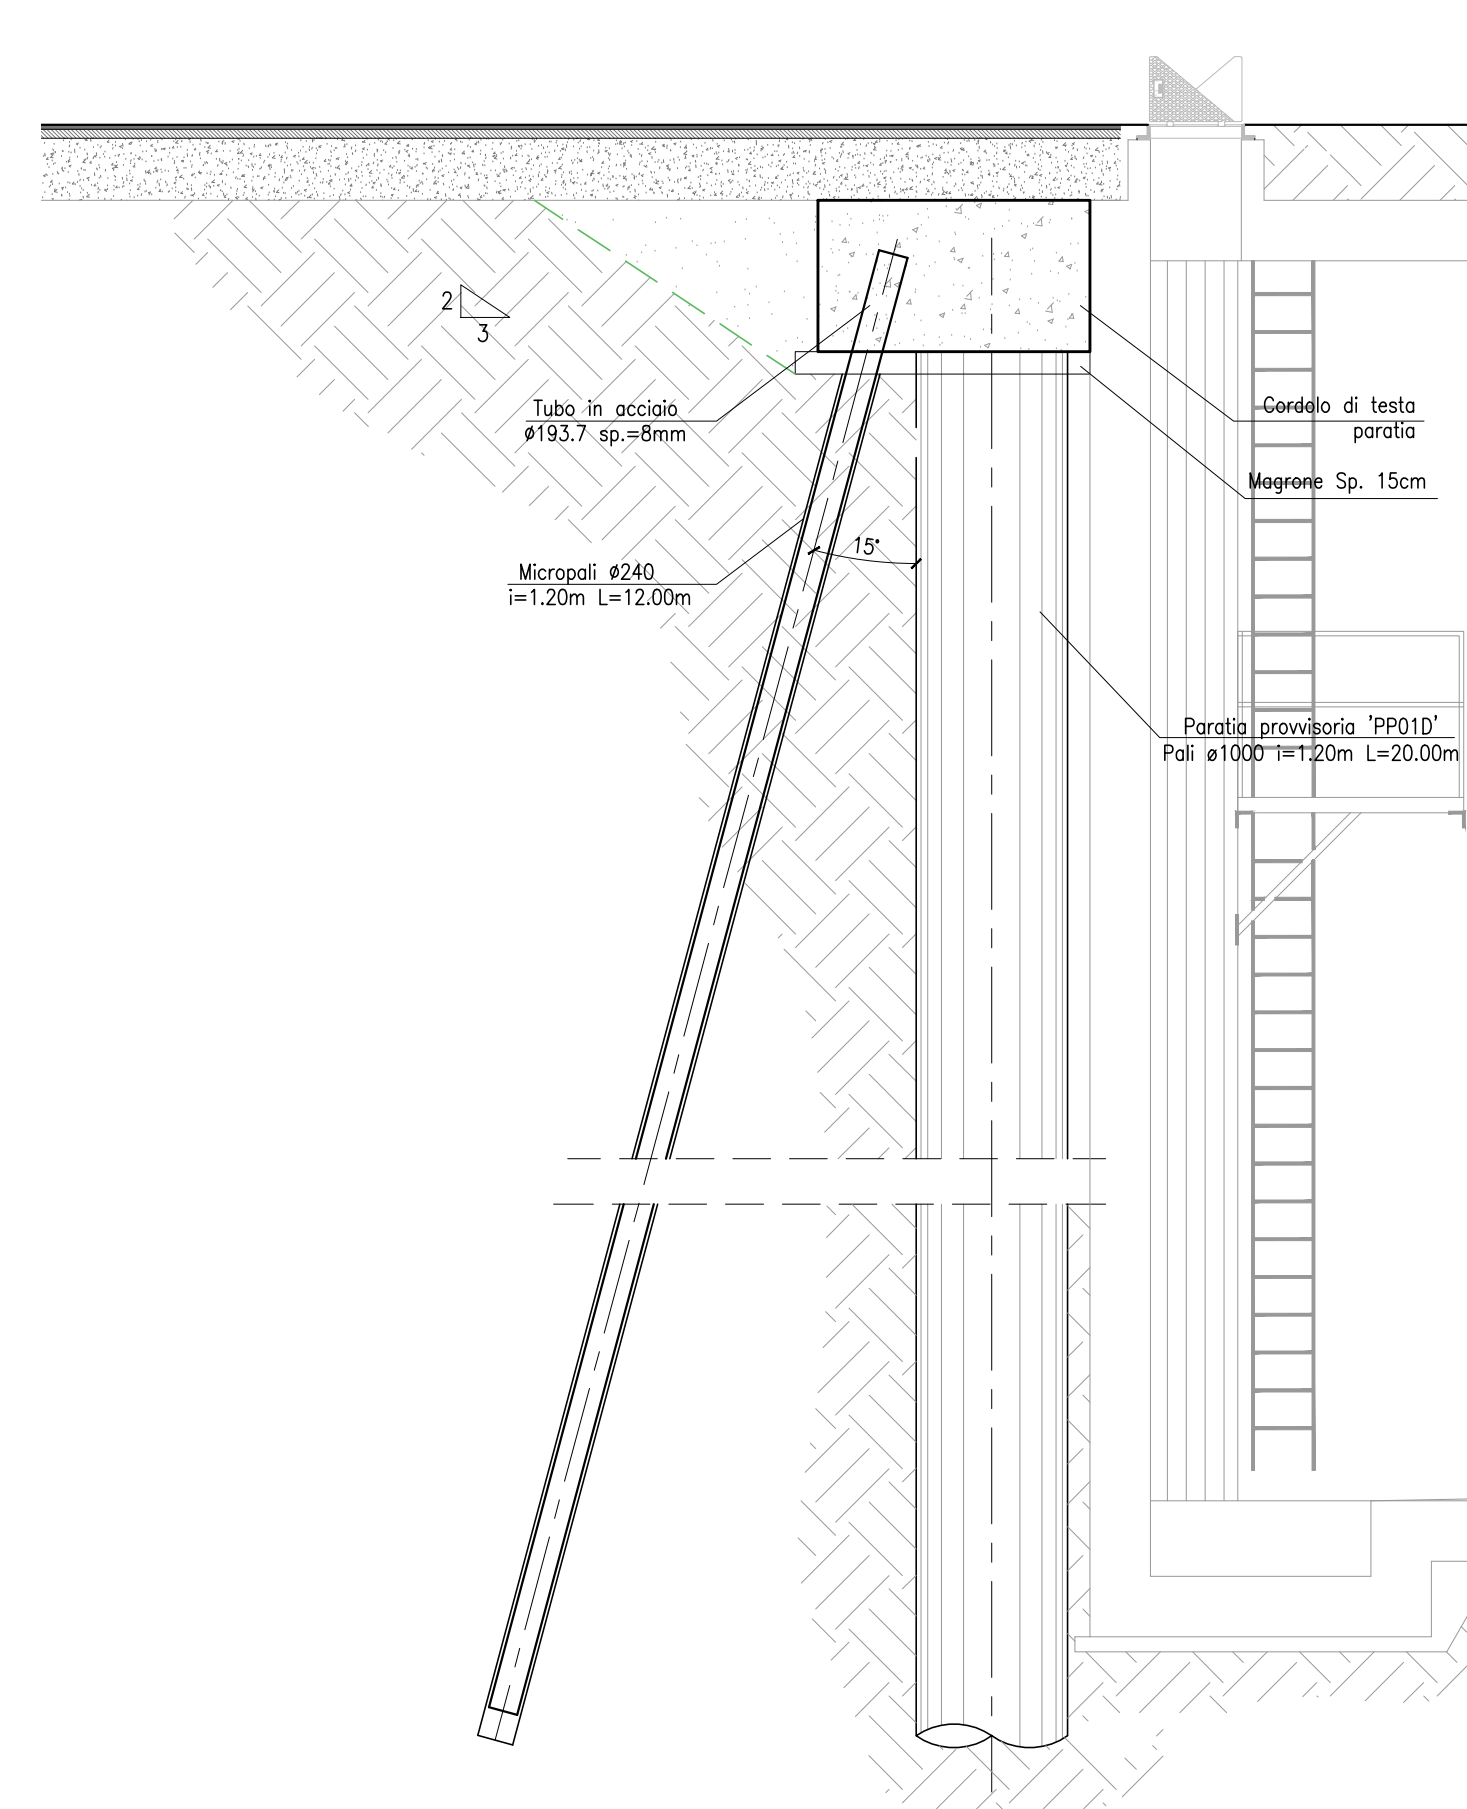 2
3
Tubo in acciaio
ø193.7 sp.=8mm
Cordolo di testa
paratia
Magrone Sp. 15cm
15°
Micropali ø240
i=1.20m L=12.00m
Paratia provvisoria 'PP01D'
Pali ø1000 i=1.20m L=20.00m